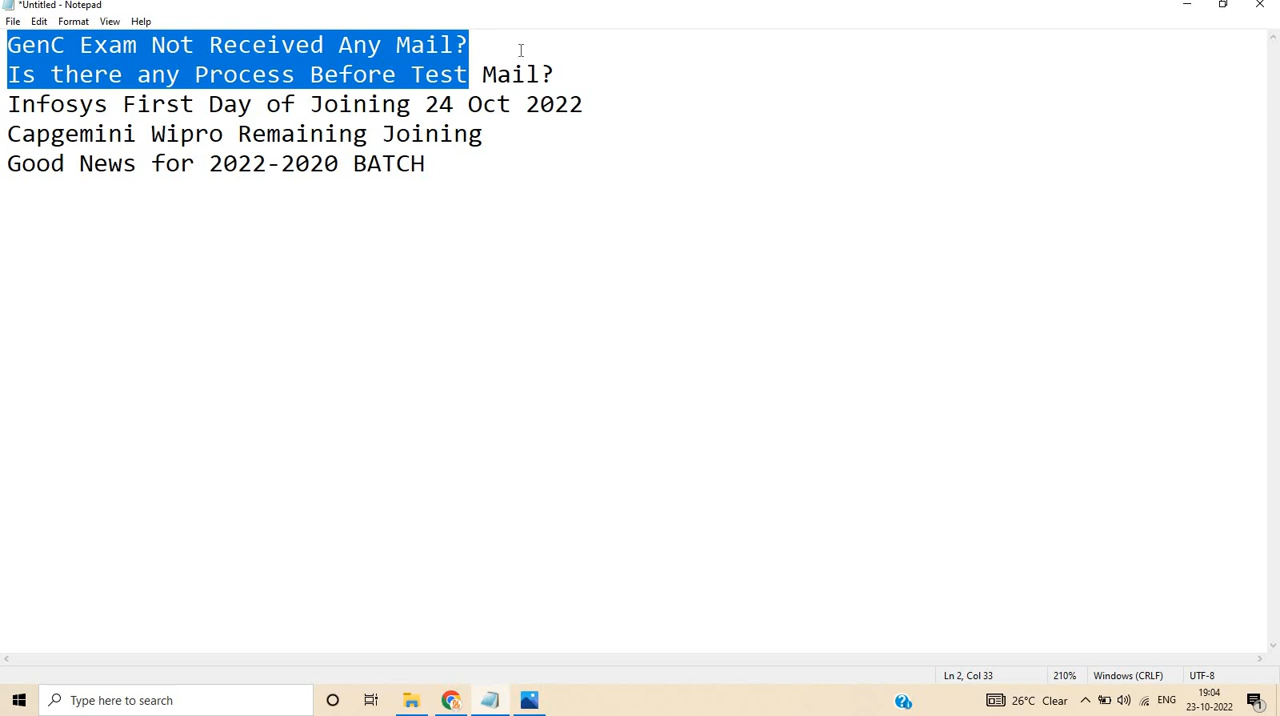 *Untitled - Notepad
File Edit Format View Help
GenC Exam Not Received Any Mail?
Is there any Process Before Test Mail?
Infosys First Day of Joining 24 Oct 2022
Capgemini Wipro Remaining Joining
Good News for 2022-2020 BATCH
Ln 2, Col 33 210% Windows (CRLF) UTF-8
Type here to search 26°C Clear ENG 19:04
23-10-2022 1